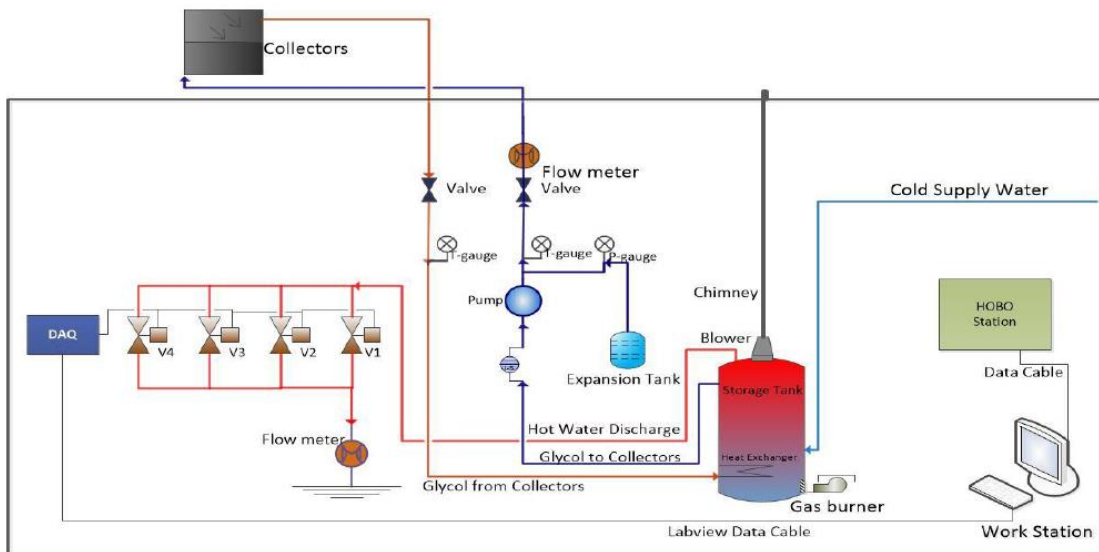 Collectors
Flow meter
Valve
Valve
Cold Supply Water
T-gauge
T-gauge
P-gauge
Pump
Chimney
HOBO
Station
DAQ
V4
V3
V2
V1
Blower
Expansion Tank
Storage Tank
Data Cable
Hot Water Discharge
Flow meter
Glycol to Collectors
Heat Exchanger
Glycol from Collectors
Gas burner
Labview Data Cable
Work Station